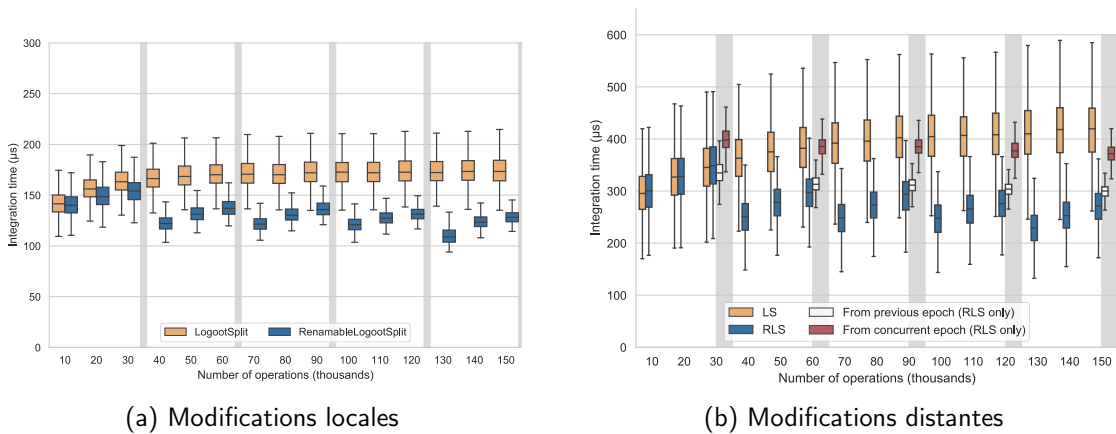 300
250
200
150
100
50
0
Integration time (µs)
LogootSplit
RenamableLogootSplit
10 20 30 40 50 60 70 80 90 100 110 120 130 140 150
Number of operations (thousands)
(a) Modifications locales
600
500
400
300
200
100
0
Integration time (µs)
LS
RLS
From previous epoch (RLS only)
From concurrent epoch (RLS only)
10 20 30 40 50 60 70 80 90 100 110 120 130 140 150
Number of operations (thousands)
(b) Modifications distantes